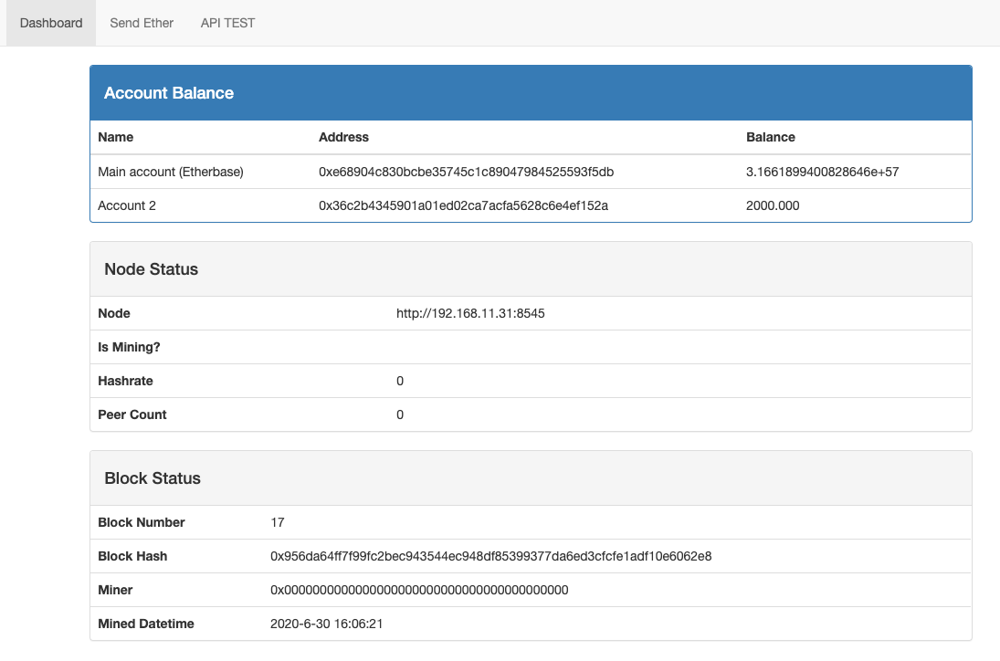 Dashboard Send Ether API TEST
Account Balance
Name Address Balance
Main account (Etherbase) 0xe68904c830bcbe35745c1c89047984525593f5db 3.1661899400828646e+57
Account 2 0x36c2b4345901a01ed02ca7acfa5628c6e4ef152a 2000.000
Node Status
Node http://192.168.11.31:8545
Is Mining?
Hashrate 0
Peer Count 0
Block Status
Block Number 17
Block Hash 0x956da64ff7f99fc2bec943544ec948df85399377da6ed3cfcfe1adf10e6062e8
Miner 0x0000000000000000000000000000000000000000
Mined Datetime 2020-6-30 16:06:21